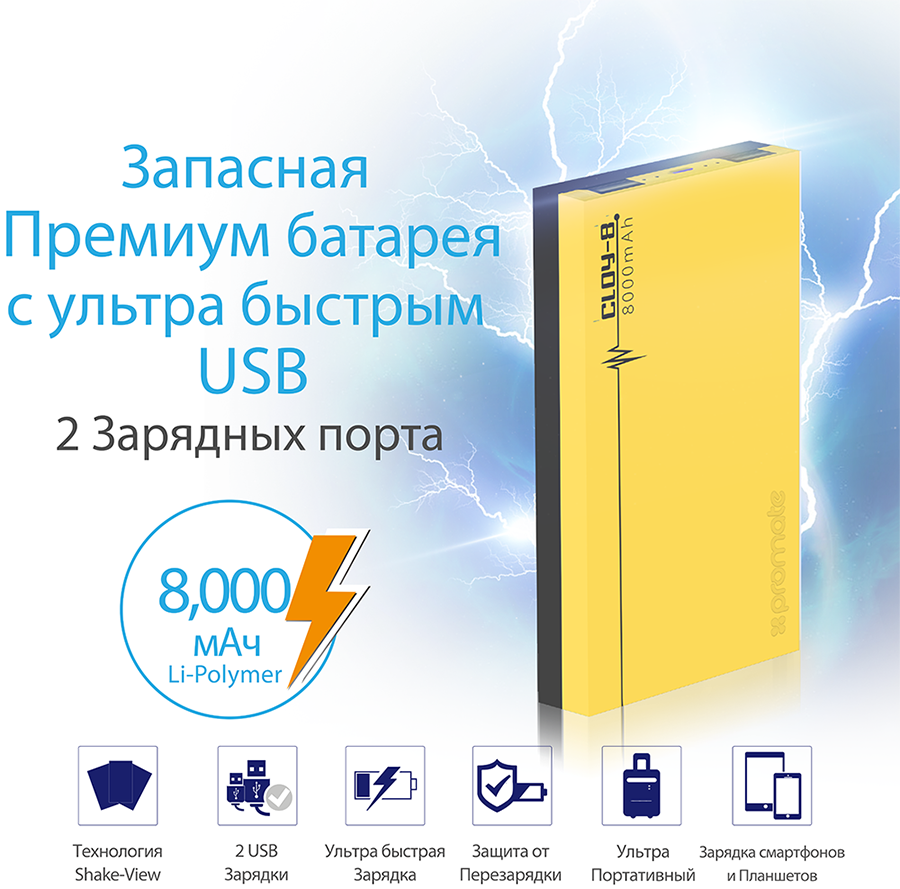 Запасная
Премиум батарея
с ультра быстрым
USB
2 Зарядных порта
CLOY-8
8000mAh
promate
8,000
мАч
Li-Polymer
Технология
Shake-View
2 USB
Зарядки
Ультра быстрая
Зарядка
Защита от
Перезарядки
Ультра
Портативный
Зарядка смартфонов
и Планшетов